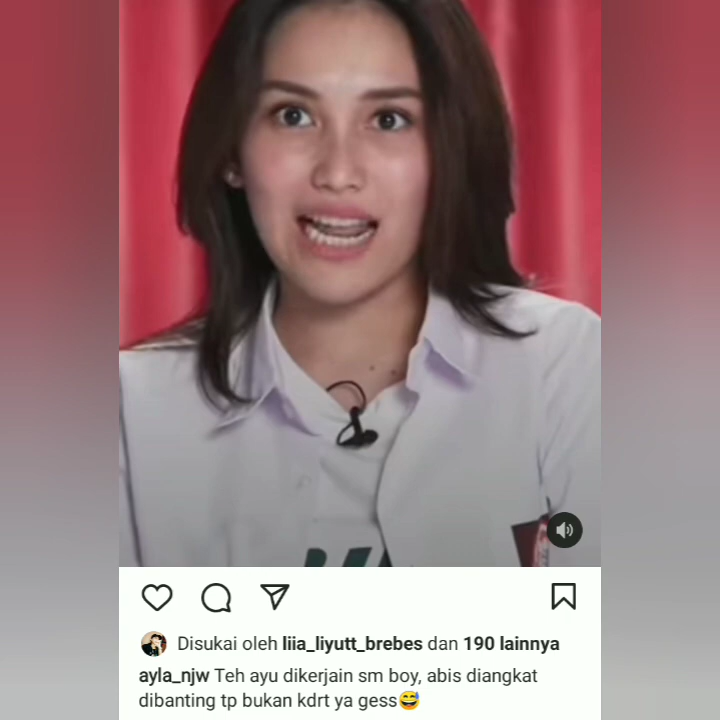 Disukai oleh liia_liyutt_brebes dan 190 lainnya
ayla_njw Teh ayu dikerjain sm boy, abis diangkat
dibanting tp bukan kdrt ya gess😅